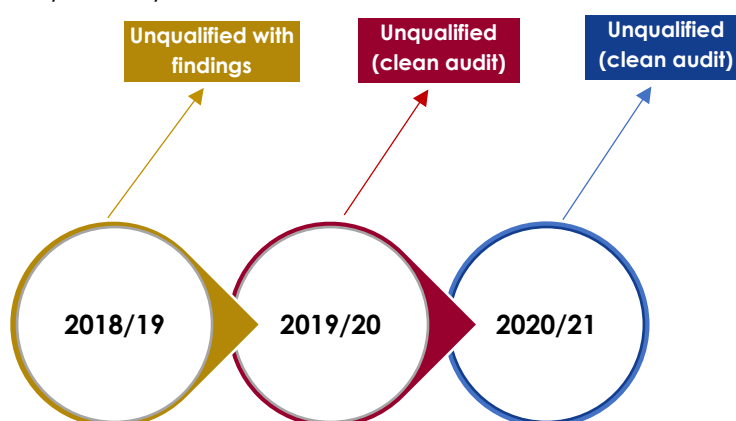 Unqualified with
findings
Unqualified
(clean audit)
Unqualified
(clean audit)
2018/19
2019/20
2020/21